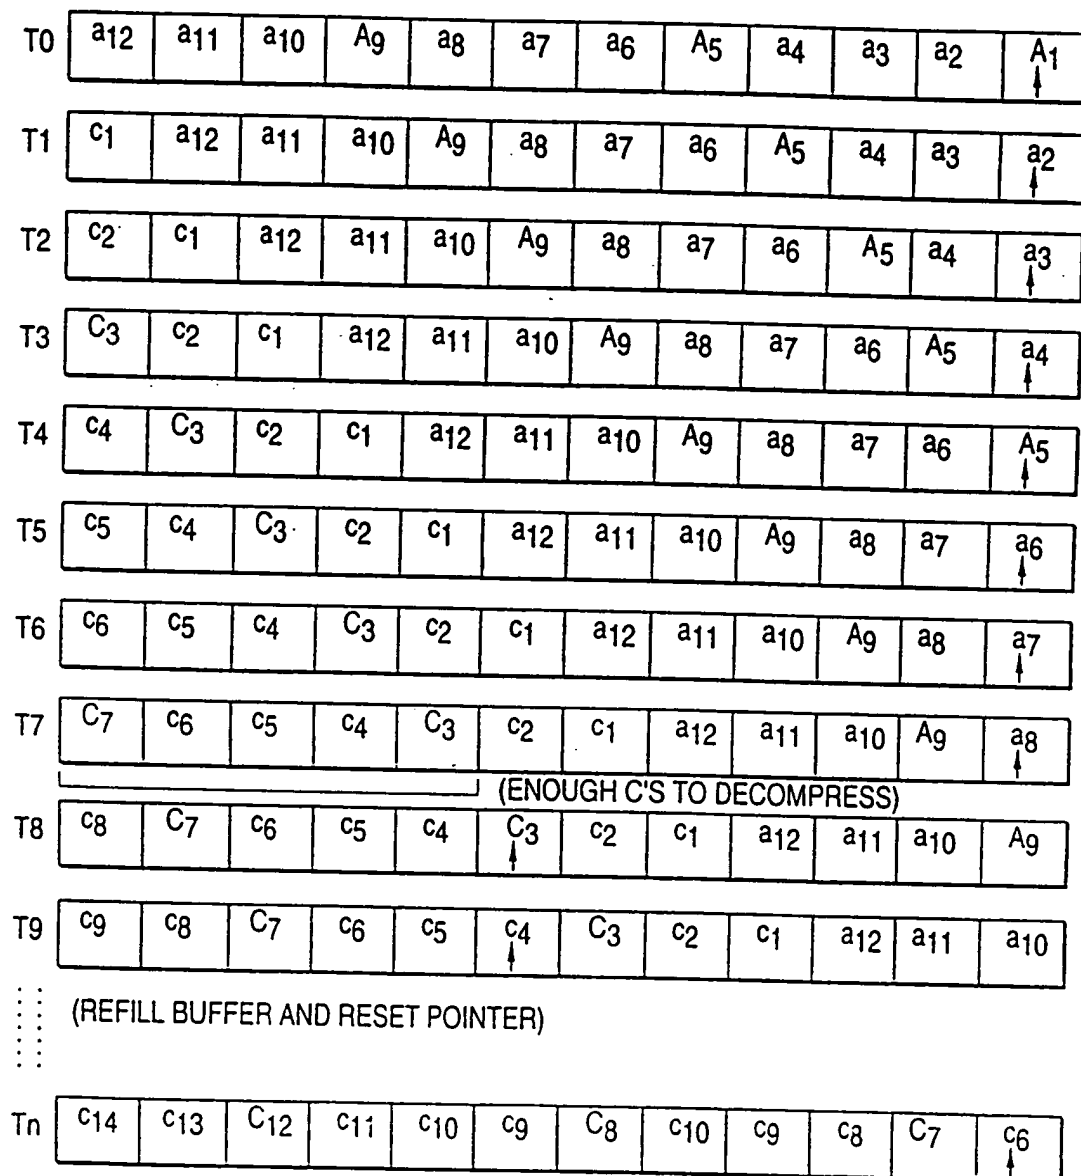 T0 a12 a11 a10 A9 a8 a7 a6 A5 a4 a3 a2 A1
T1 c1 a12 a11 a10 A9 a8 a7 a6 A5 a4 a3 a2
T2 c2 c1 a12 a11 a10 A9 a8 a7 a6 A5 a4 a3
T3 C3 c2 c1 a12 a11 a10 A9 a8 a7 a6 A5 a4
T4 c4 C3 c2 c1 a12 a11 a10 A9 a8 a7 a6 A5
T5 c5 c4 C3 c2 c1 a12 a11 a10 A9 a8 a7 a6
T6 c6 c5 c4 C3 c2 c1 a12 a11 a10 A9 a8 a7
T7 C7 c6 c5 c4 C3 c2 c1 a12 a11 a10 A9 a8
(ENOUGH C'S TO DECOMPRESS)
T8 c8 C7 c6 c5 c4 C3 c2 c1 a12 a11 a10 A9
T9 c9 c8 C7 c6 c5 c4 C3 c2 c1 a12 a11 a10
(REFILL BUFFER AND RESET POINTER)
Tn c14 c13 C12 c11 c10 c9 C8 c10 c9 c8 C7 c6